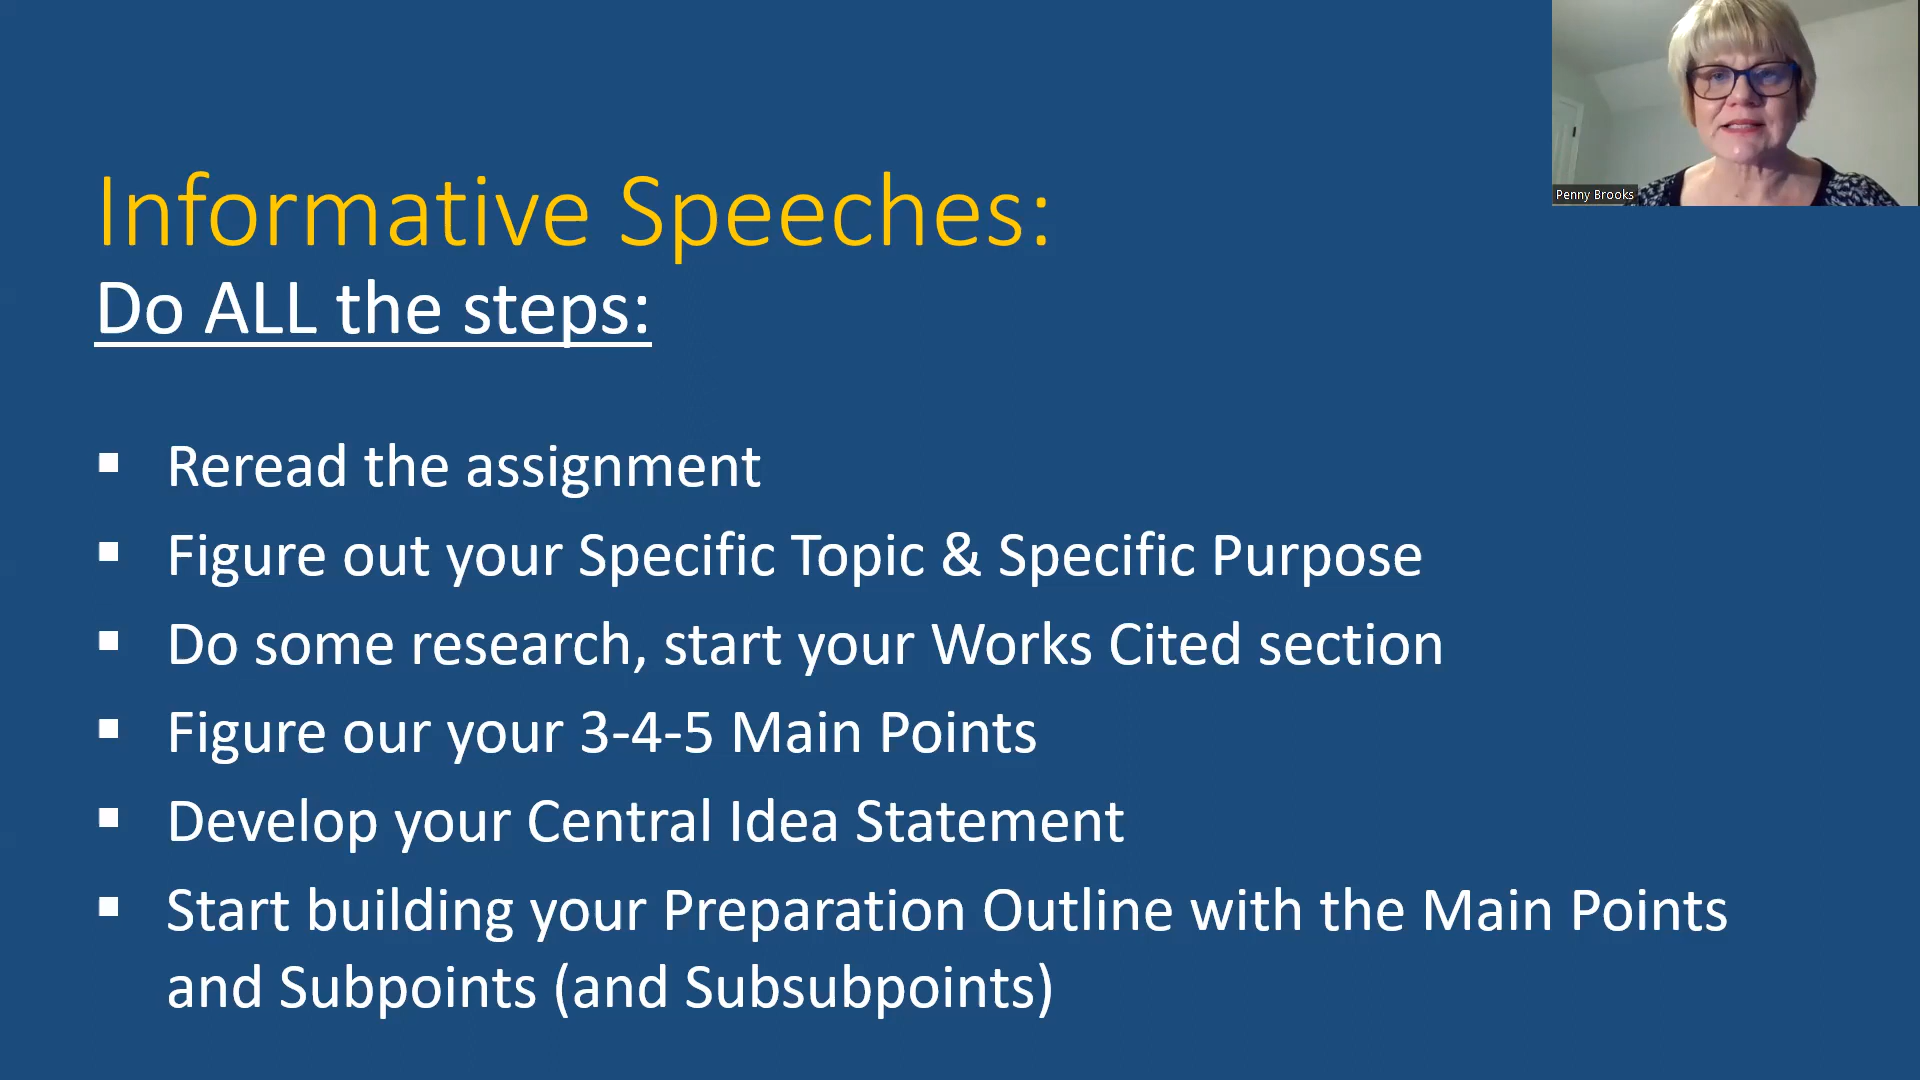 Penny Brooks
Informative Speeches:
Do ALL the steps:
▪ Reread the assignment
▪ Figure out your Specific Topic & Specific Purpose
▪ Do some research, start your Works Cited section
▪ Figure our your 3-4-5 Main Points
▪ Develop your Central Idea Statement
▪ Start building your Preparation Outline with the Main Points
and Subpoints (and Subsubpoints)